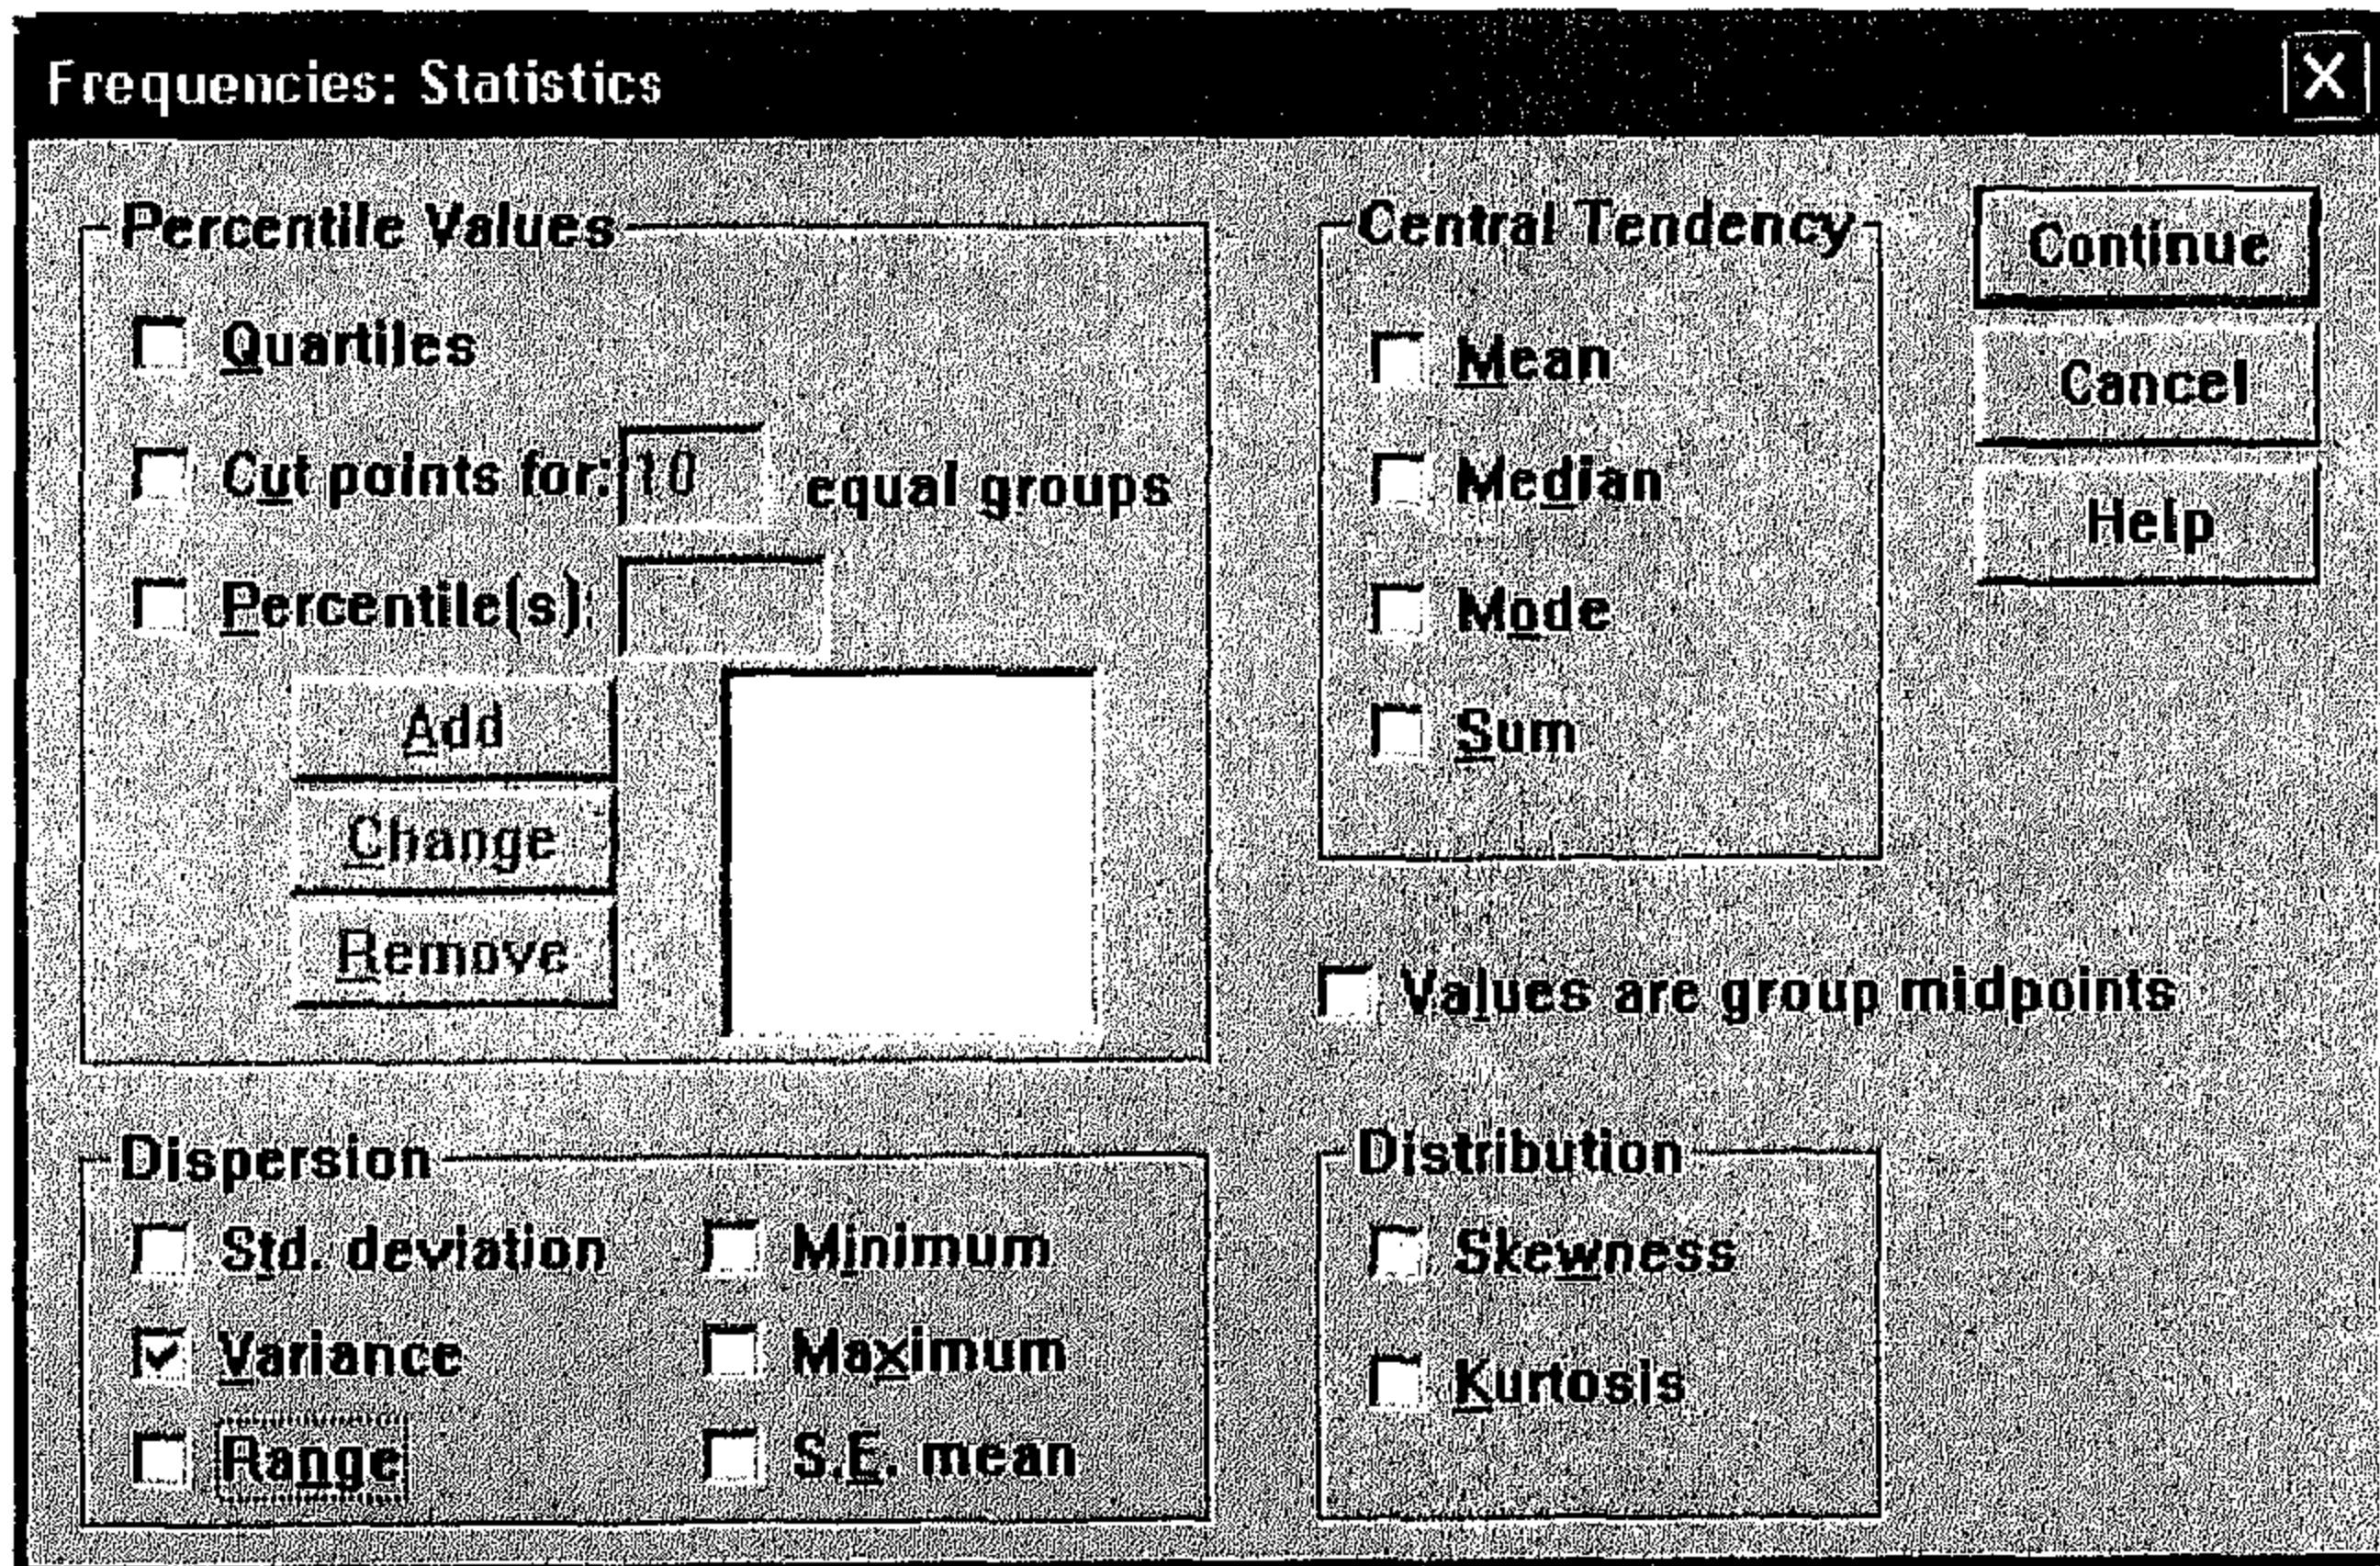 Frequencies: Statistics
Percentile Values
Quartiles
Cut points for: 10 equal groups
Percentile(s):
Add
Change
Remove
Central Tendency
Mean
Median
Mode
Sum
Continue
Cancel
Help
Values are group midpoints
Dispersion
Std. deviation
Minimum
Variance
Maximum
Range
S.E. mean
Distribution
Skewness
Kurtosis